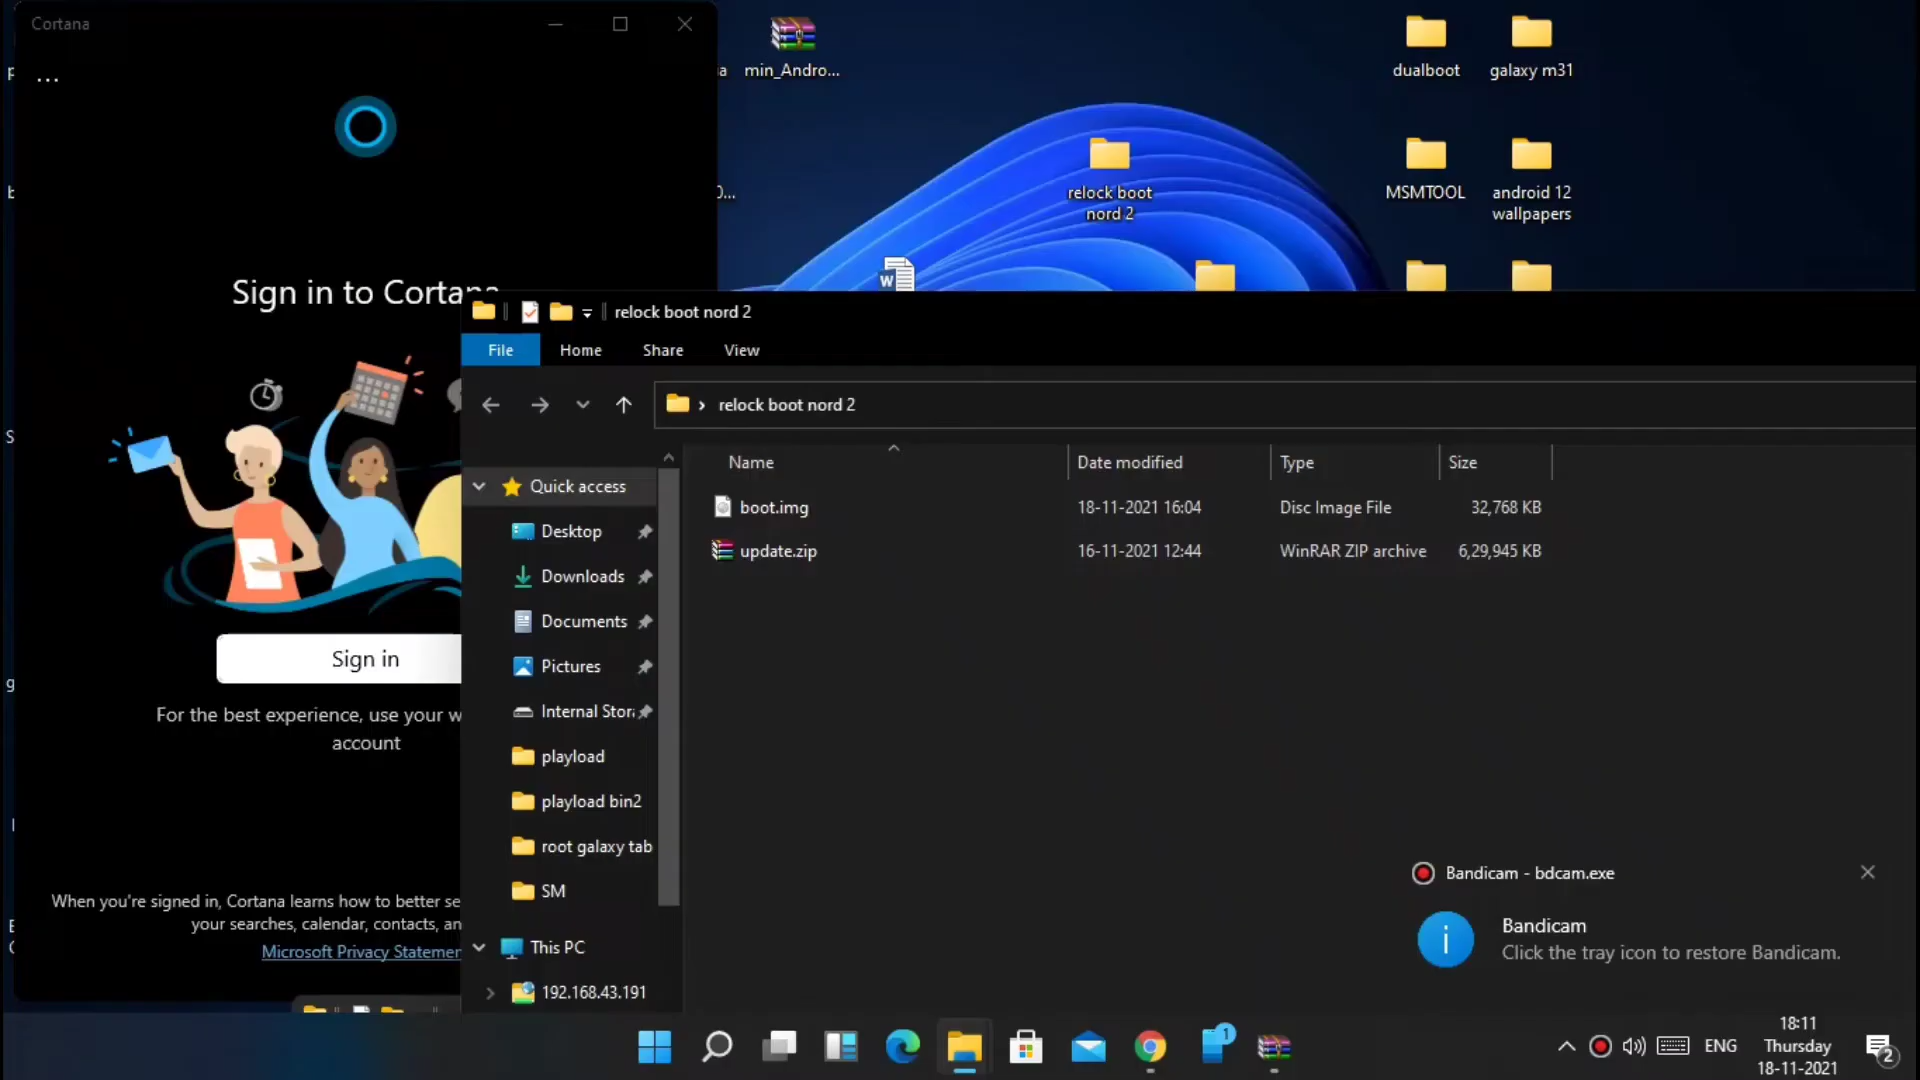 Cortana
...
min_Andro...
dualboot
galaxy m31
relock boot
nord 2
MSMTOOL
android 12
wallpapers
Sign in to Cortana
relock boot nord 2
File
Home
Share
View
relock boot nord 2
Name
Date modified
Type
Size
boot.img
18-11-2021 16:04
Disc Image File
32,768 KB
update.zip
16-11-2021 12:44
WinRAR ZIP archive
6,29,945 KB
Quick access
Desktop
Downloads
Documents
Pictures
Internal Stor
playload
playload bin2
root galaxy tab
SM
This PC
192.168.43.191
Sign in
For the best experience, use your w
account
When you're signed in, Cortana learns how to better se
your searches, calendar, contacts, an
Microsoft Privacy Statemen
Bandicam - bdcam.exe
Bandicam
Click the tray icon to restore Bandicam.
1
ENG
18:11
Thursday
18-11-2021
2